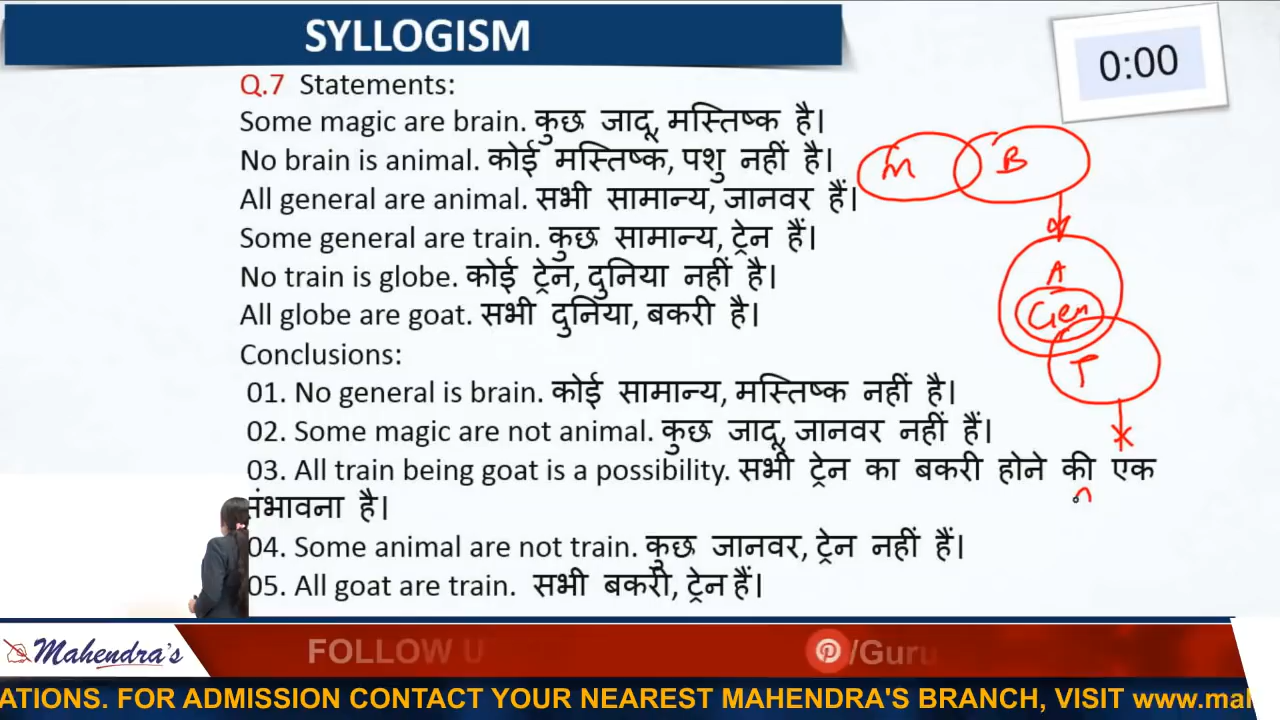 SYLLOGISM
0:00
Q.7 Statements:
Some magic are brain. कुछ जादू, मस्तिष्क है।
No brain is animal. कोई मस्तिष्क, पशु नहीं है।
All general are animal. सभी सामान्य, जानवर हैं।
Some general are train. कुछ सामान्य, ट्रेन हैं।
No train is globe. कोई ट्रेन, दुनिया नहीं है।
All globe are goat. सभी दुनिया, बकरी है।
Conclusions:
01. No general is brain. कोई सामान्य, मस्तिष्क नहीं है।
02. Some magic are not animal. कुछ जादू, जानवर नहीं हैं।
03. All train being goat is a possibility. सभी ट्रेन का बकरी होने की एक
संभावना है।
04. Some animal are not train. कुछ जानवर, ट्रेन नहीं हैं।
05. All goat are train. सभी बकरी, ट्रेन हैं।
M B
A
Gen
T
Mahendra's
FOLLOW U
/Guru
ATIONS. FOR ADMISSION CONTACT YOUR NEAREST MAHENDRA'S BRANCH, VISIT www.mah